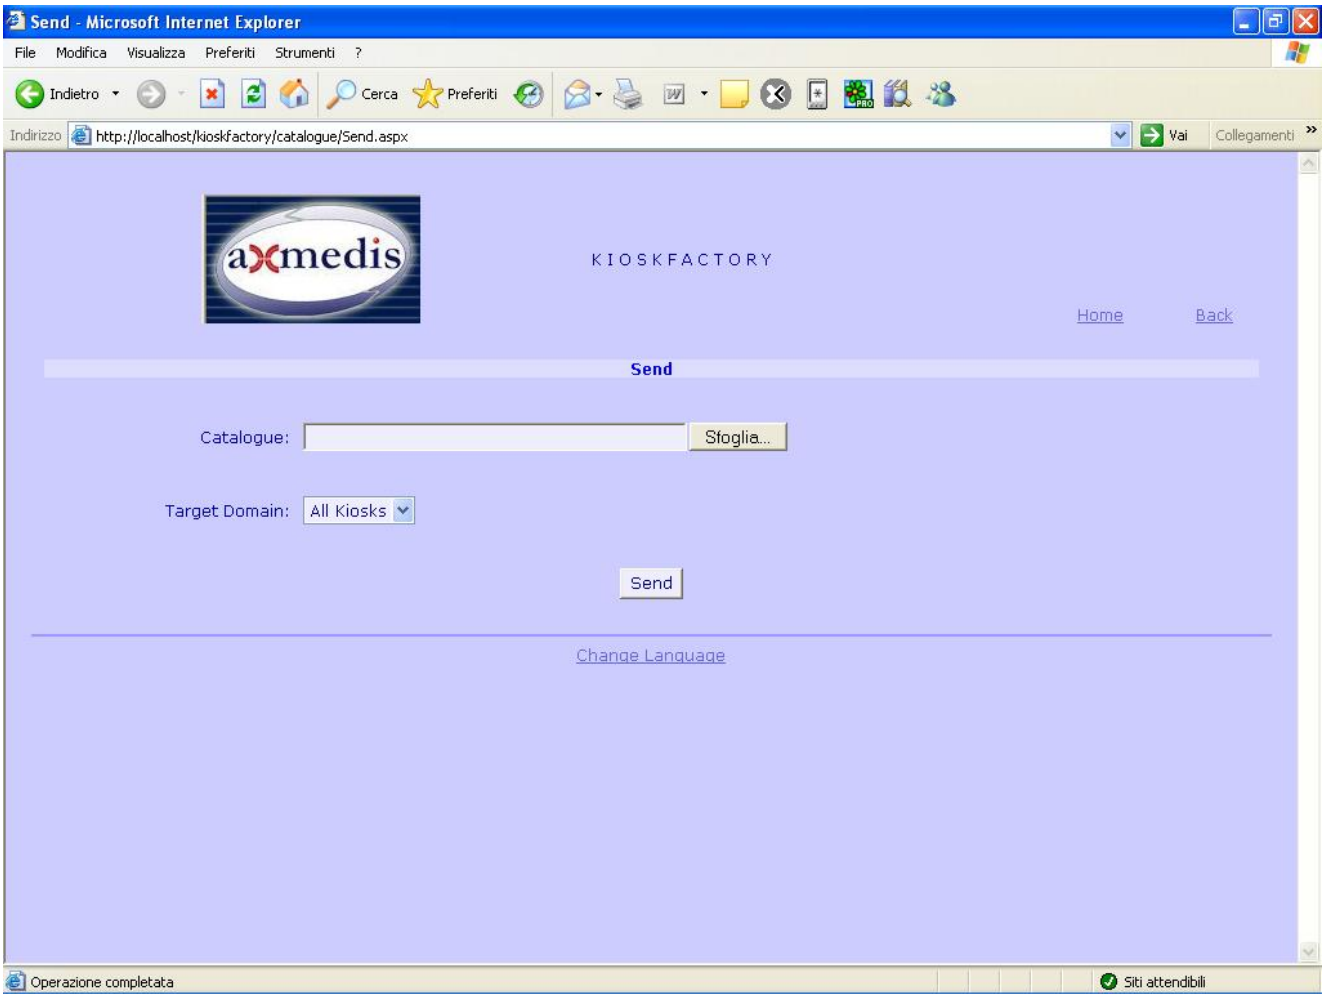 Send - Microsoft Internet Explorer
File Modifica Visualizza Preferiti Strumenti ?
Indietro Cerca Preferiti
Indirizzo http://localhost/kioskfactory/catalogue/Send.aspx Vai Collegamenti »
axmedis
KIOSKFACTORY
Home Back
Send
Catalogue: Sfoglia...
Target Domain: All Kiosks
Send
Change Language
Operazione completata Siti attendibili